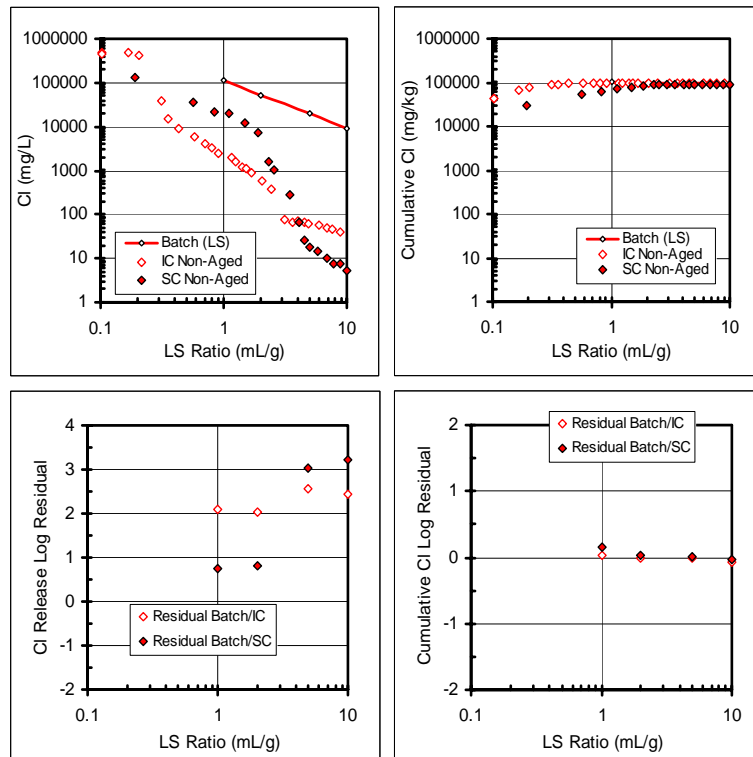 1000000
100000
10000
1000
100
10
1
Cl (mg/L)
Batch (LS)
IC Non-Aged
SC Non-Aged
0.1
1
10
LS Ratio (mL/g)
1000000
100000
10000
1000
100
10
1
Cumulative Cl (mg/kg)
Batch (LS)
IC Non-Aged
SC Non-Aged
0.1
1
10
LS Ratio (mL/g)
4
3
2
1
0
-1
-2
Cl Release Log Residual
Residual Batch/IC
Residual Batch/SC
0.1
1
10
LS Ratio (mL/g)
2
1
0
-1
-2
Cumulative Cl Log Residual
Residual Batch/IC
Residual Batch/SC
0.1
1
10
LS Ratio (mL/g)